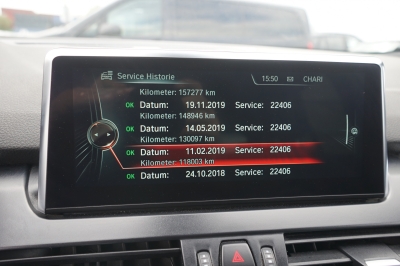 Service Historie 15:50 CHARI
Kilometer: 157277 km
OK Datum: 19.11.2019 Service: 22406
Kilometer: 148946 km
OK Datum: 14.05.2019 Service: 22406
Kilometer: 130097 km
OK Datum: 11.02.2019 Service: 22406
Kilometer: 118003 km
OK Datum: 24.10.2018 Service: 22406